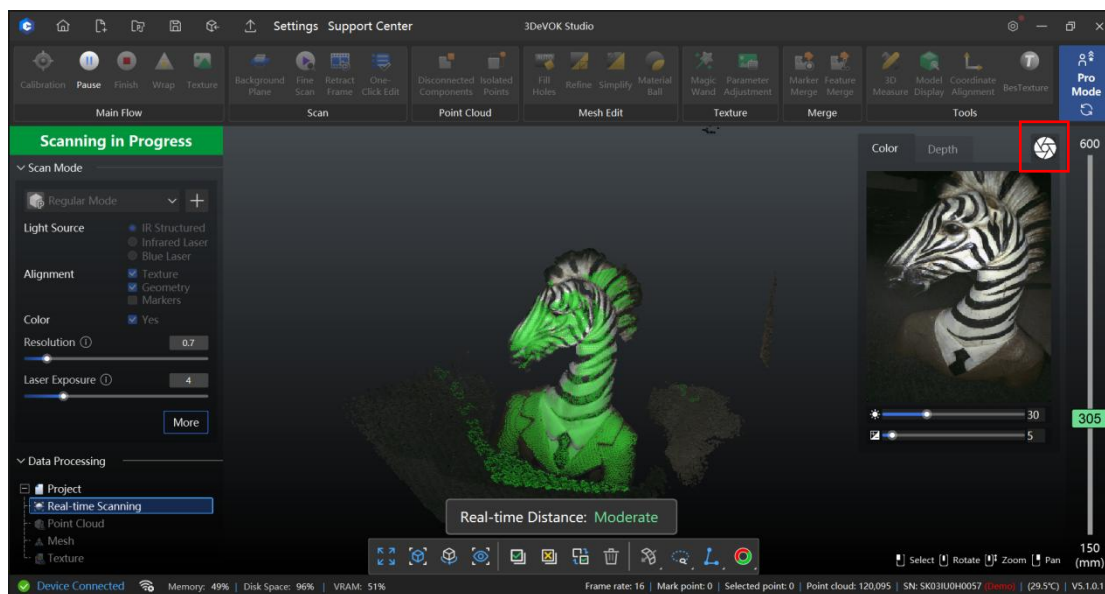 Settings Support Center 3DeVOK Studio
Calibration Pause Finish Wrap Texture
Main Flow
Background Plane Fine Scan Retract Frame One-Click Edit
Scan
Disconnected Components Isolated Points
Point Cloud
Fill Holes Refine Simplify Material Ball
Mesh Edit
Magic Wand Parameter Adjustment
Texture
Marker Merge Feature Merge
Merge
3D Measure Model Display Coordinate Alignment BesTexture
Tools
Pro
Mode
Scanning in Progress
Scan Mode
Regular Mode
Light Source IR Structured
Infrared Laser
Blue Laser
Alignment Texture
Geometry
Markers
Color Yes
Resolution 0.7
Laser Exposure 4
More
Data Processing
Project
Real-time Scanning
Point Cloud
Mesh
Texture
Color Depth
30
5
600
305
150
(mm)
Real-time Distance: Moderate
Select Rotate Zoom Pan
Device Connected Memory: 49% | Disk Space: 96% | VRAM: 51% Frame rate: 16 | Mark point: 0 | Selected point: 0 | Point cloud: 120,095 | SN: SK03IU0H0057 (Demo) | (29.5℃) | V5.1.0.1